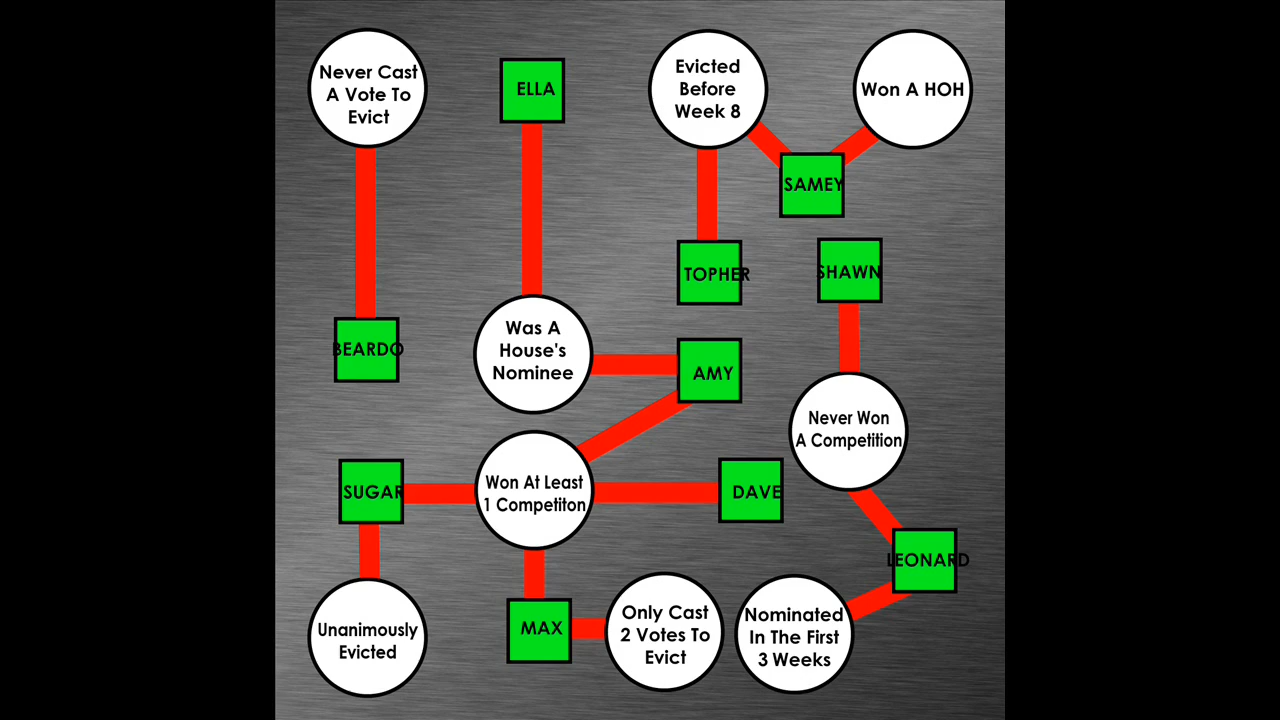 Never Cast
A Vote To
Evict
ELLA
Evicted
Before
Week 8
Won A HOH
SAMEY
TOPHER
SHAWN
BEARDO
Was A
House's
Nominee
AMY
Never Won
A Competition
SUGAR
Won At Least
1 Competiton
DAVE
LEONARD
Unanimously
Evicted
MAX
Only Cast
2 Votes To
Evict
Nominated
In The First
3 Weeks